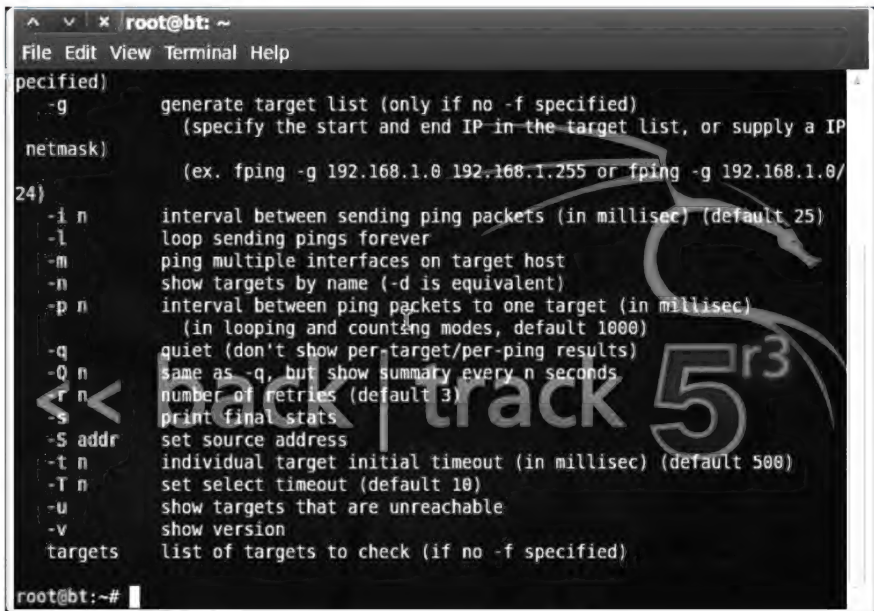 root@bt: ~
File Edit View Terminal Help
pecified)
-g generate target list (only if no -f specified)
(specify the start and end IP in the target list, or supply a IP
netmask)
(ex. fping -g 192.168.1.0 192.168.1.255 or fping -g 192.168.1.0/
24)
-i n interval between sending ping packets (in millisec) (default 25)
-l loop sending pings forever
-m ping multiple interfaces on target host
-n show targets by name (-d is equivalent)
-p n interval between ping packets to one target (in millisec)
(in looping and counting modes, default 1000)
-q quiet (don't show per-target/per-ping results)
-Q n same as -q, but show summary every n seconds
-r n number of retries (default 3)
-s print final stats
-S addr set source address
-t n individual target initial timeout (in millisec) (default 500)
-T n set select timeout (default 10)
-u show targets that are unreachable
-v show version
targets list of targets to check (if no -f specified)
root@bt:~#
<< back | track 5 r3